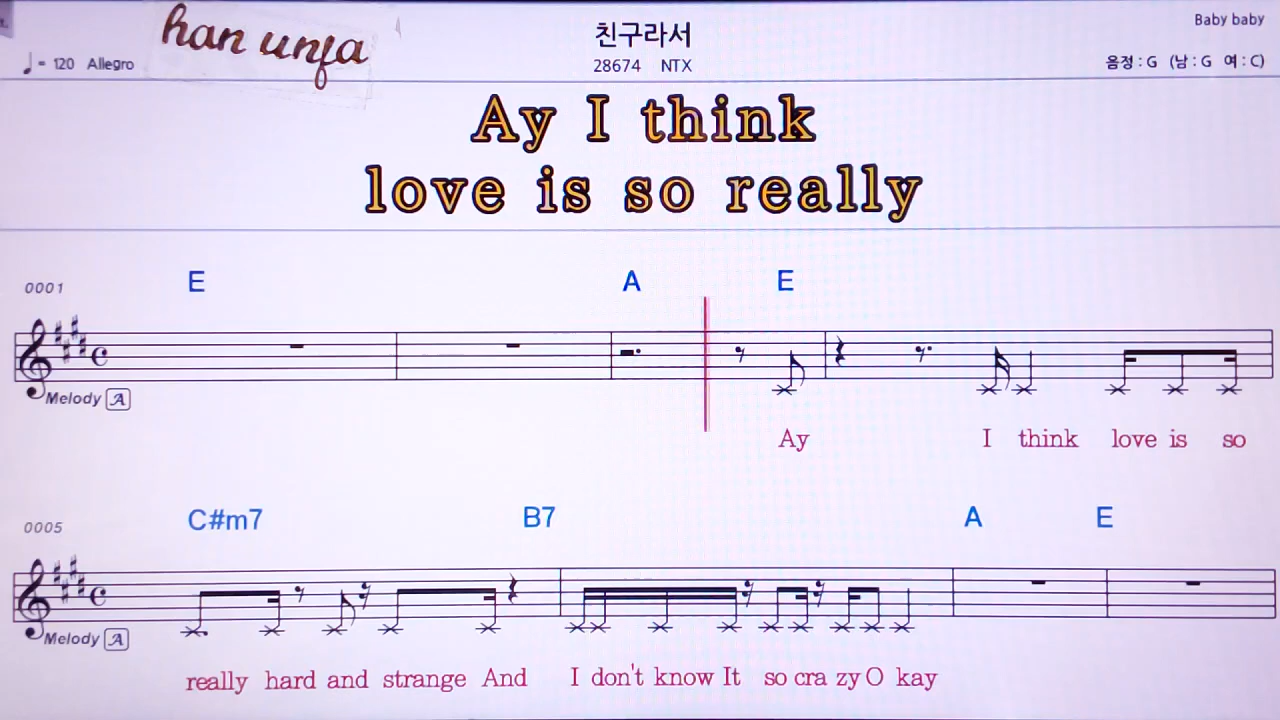 han unja
친구라서
Baby baby
♩= 120 Allegro
28674 NTX
음정 : G (남 : G 여 : C)
Ay I think
love is so really
0001
E A E
Melody A
Ay I think love is so
0005
C#m7 B7 A E
Melody A
really hard and strange And I don't know It so cra zy O kay